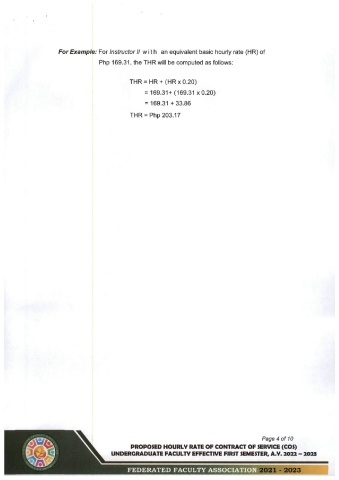 For Example: For Instructor II with an equivalent basic hourly rate (HR) of
Php 169.31, the THR will be computed as follows:
THR = HR + (HR x 0.20)
= 169.31+ (169.31 x 0.20)
= 169.31 + 33.86
THR = Php 203.17
Page 4 of 10
PROPOSED HOURLY RATE OF CONTRACT OF SERVICE (COS)
UNDERGRADUATE FACULTY EFFECTIVE FIRST SEMESTER, A.Y. 2022 – 2023
FEDERATED FACULTY ASSOCIATION 2021 - 2023